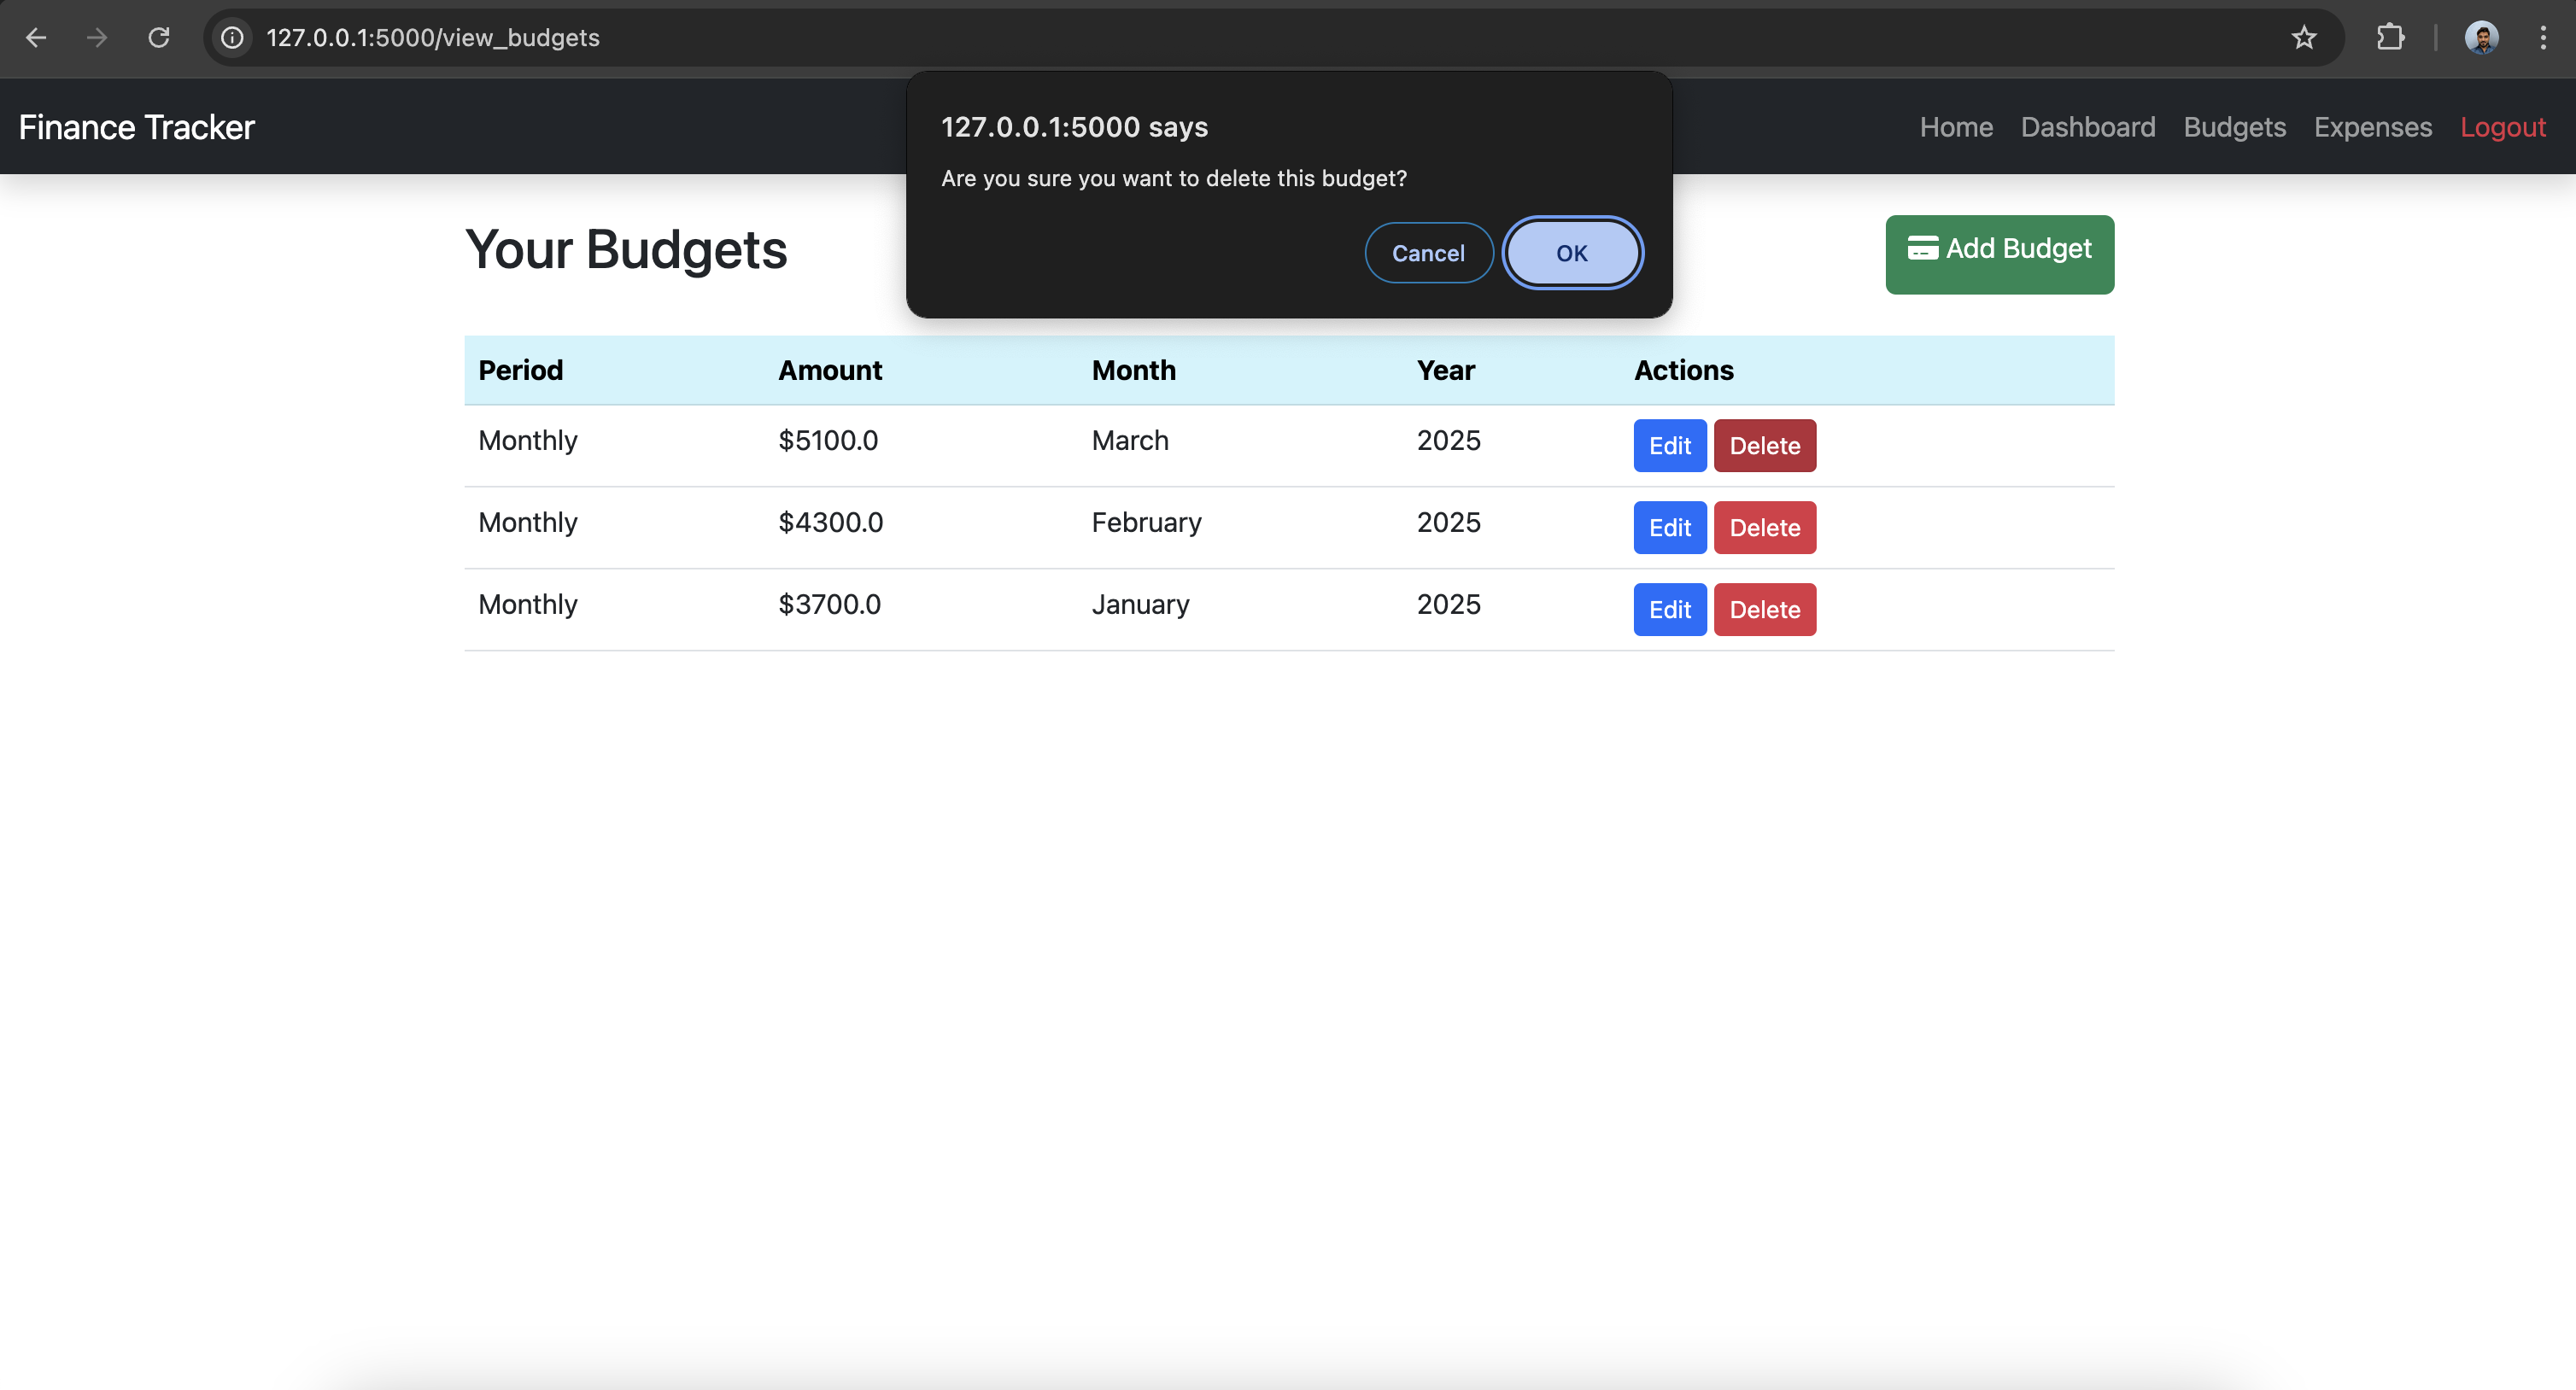 127.0.0.1:5000/view_budgets
Finance Tracker
Home Dashboard Budgets Expenses Logout
127.0.0.1:5000 says
Are you sure you want to delete this budget?
Cancel OK
Your Budgets
Add Budget
Period Amount Month Year Actions
Monthly $5100.0 March 2025 Edit Delete
Monthly $4300.0 February 2025 Edit Delete
Monthly $3700.0 January 2025 Edit Delete